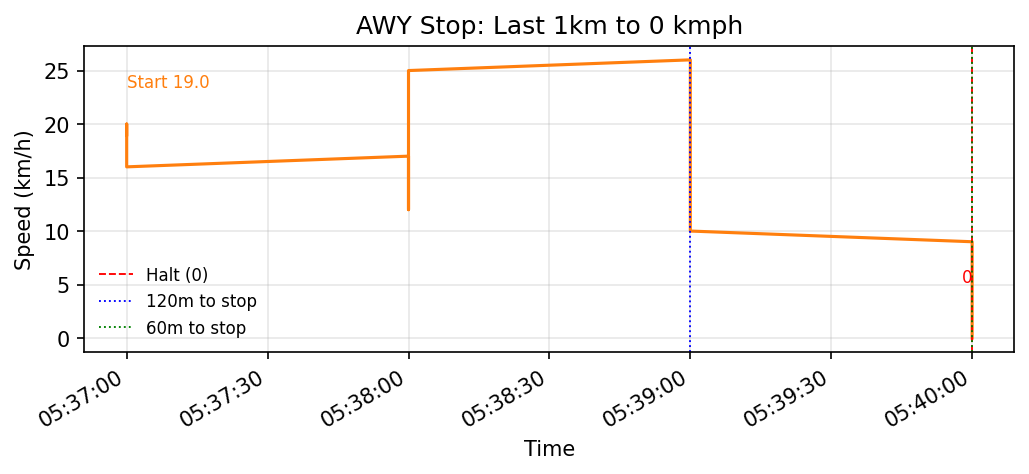 AWY Stop: Last 1km to 0 kmph
Speed (km/h)
25
20
15
10
5
0
Start 19.0
0
Halt (0)
120m to stop
60m to stop
05:37:00
05:37:30
05:38:00
05:38:30
05:39:00
05:39:30
05:40:00
Time